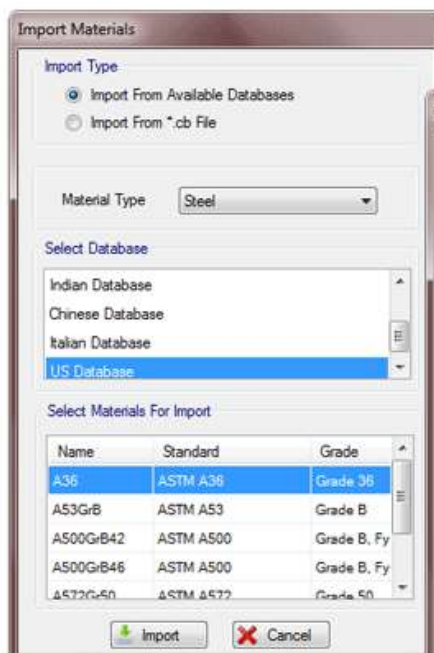 Import Materials
Import Type
Import From Available Databases
Import From *.cb File
Material Type Steel
Select Database
Indian Database
Chinese Database
Italian Database
US Database
Select Materials For Import
Name Standard Grade
A36 ASTM A36 Grade 36
A53GrB ASTM A53 Grade B
A500GrB42 ASTM A500 Grade B, Fy
A500GrB46 ASTM A500 Grade B, Fy
A572Gr50 ASTM A572 Grade 50
Import Cancel